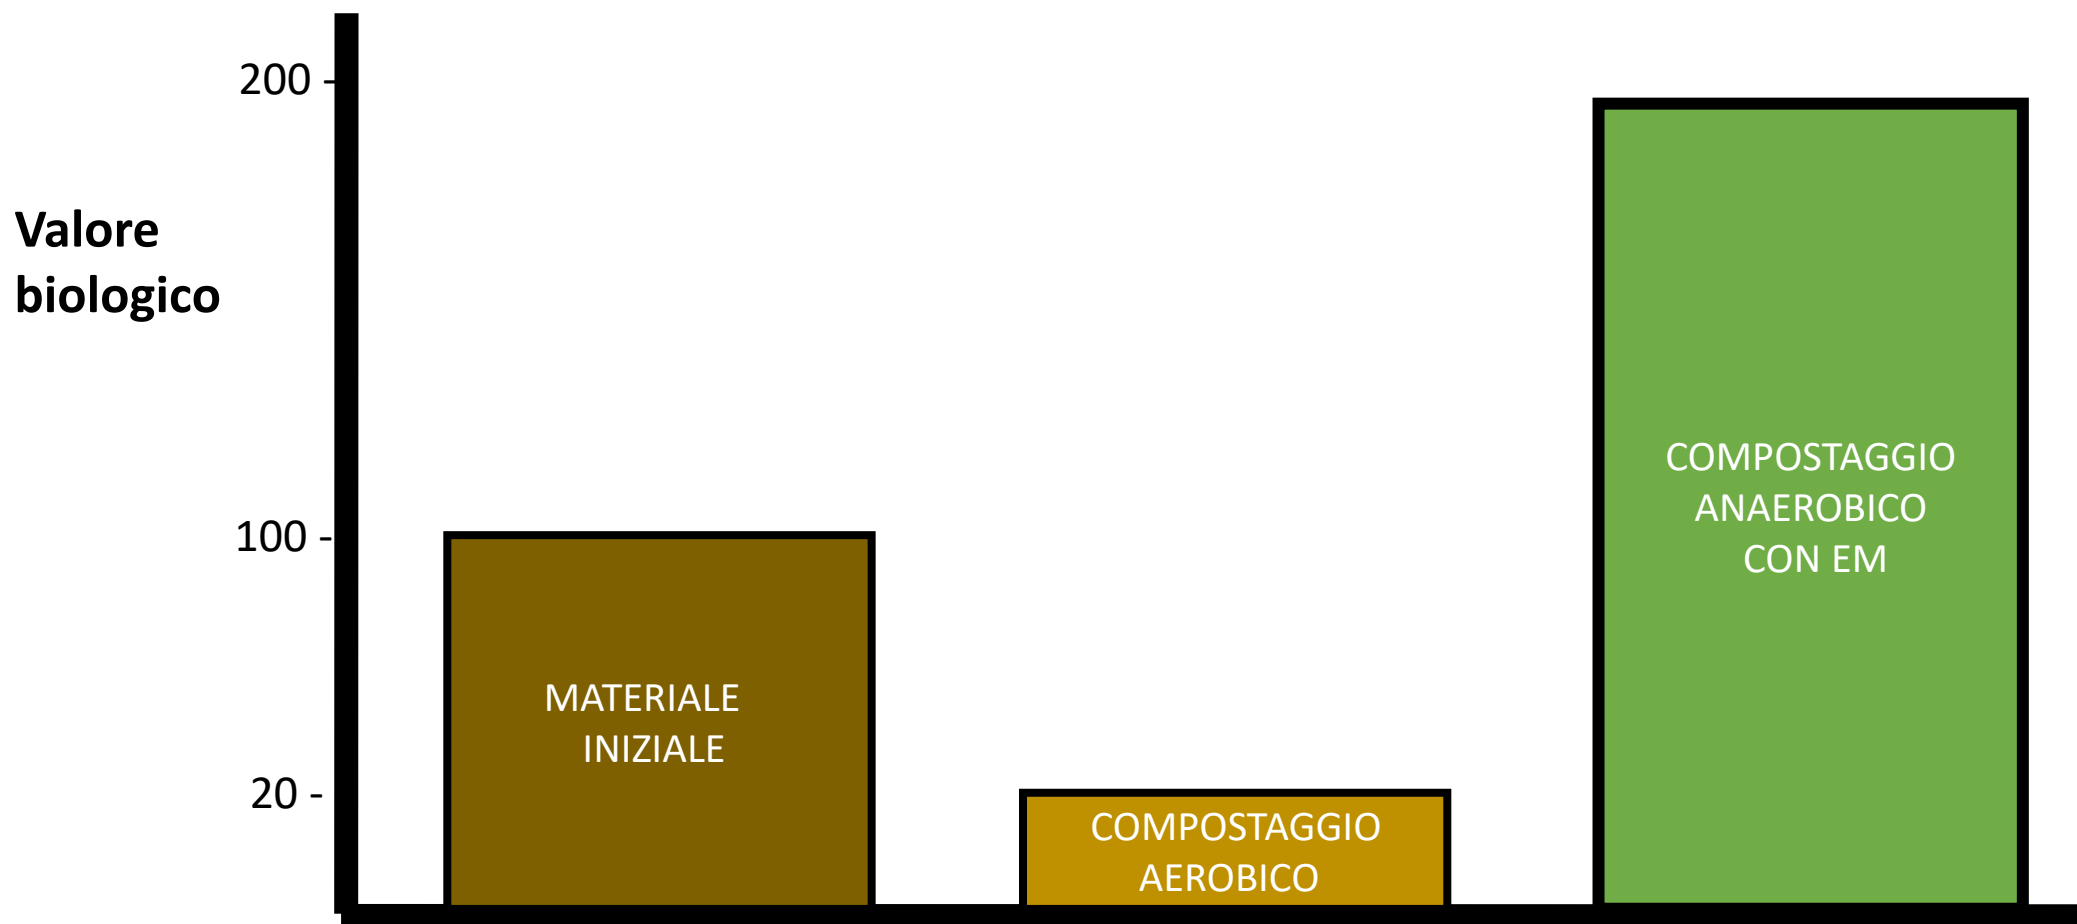 200 -
Valore
biologico
100 -
20 -
MATERIALE
INIZIALE
COMPOSTAGGIO
AEROBICO
COMPOSTAGGIO
ANAEROBICO
CON EM